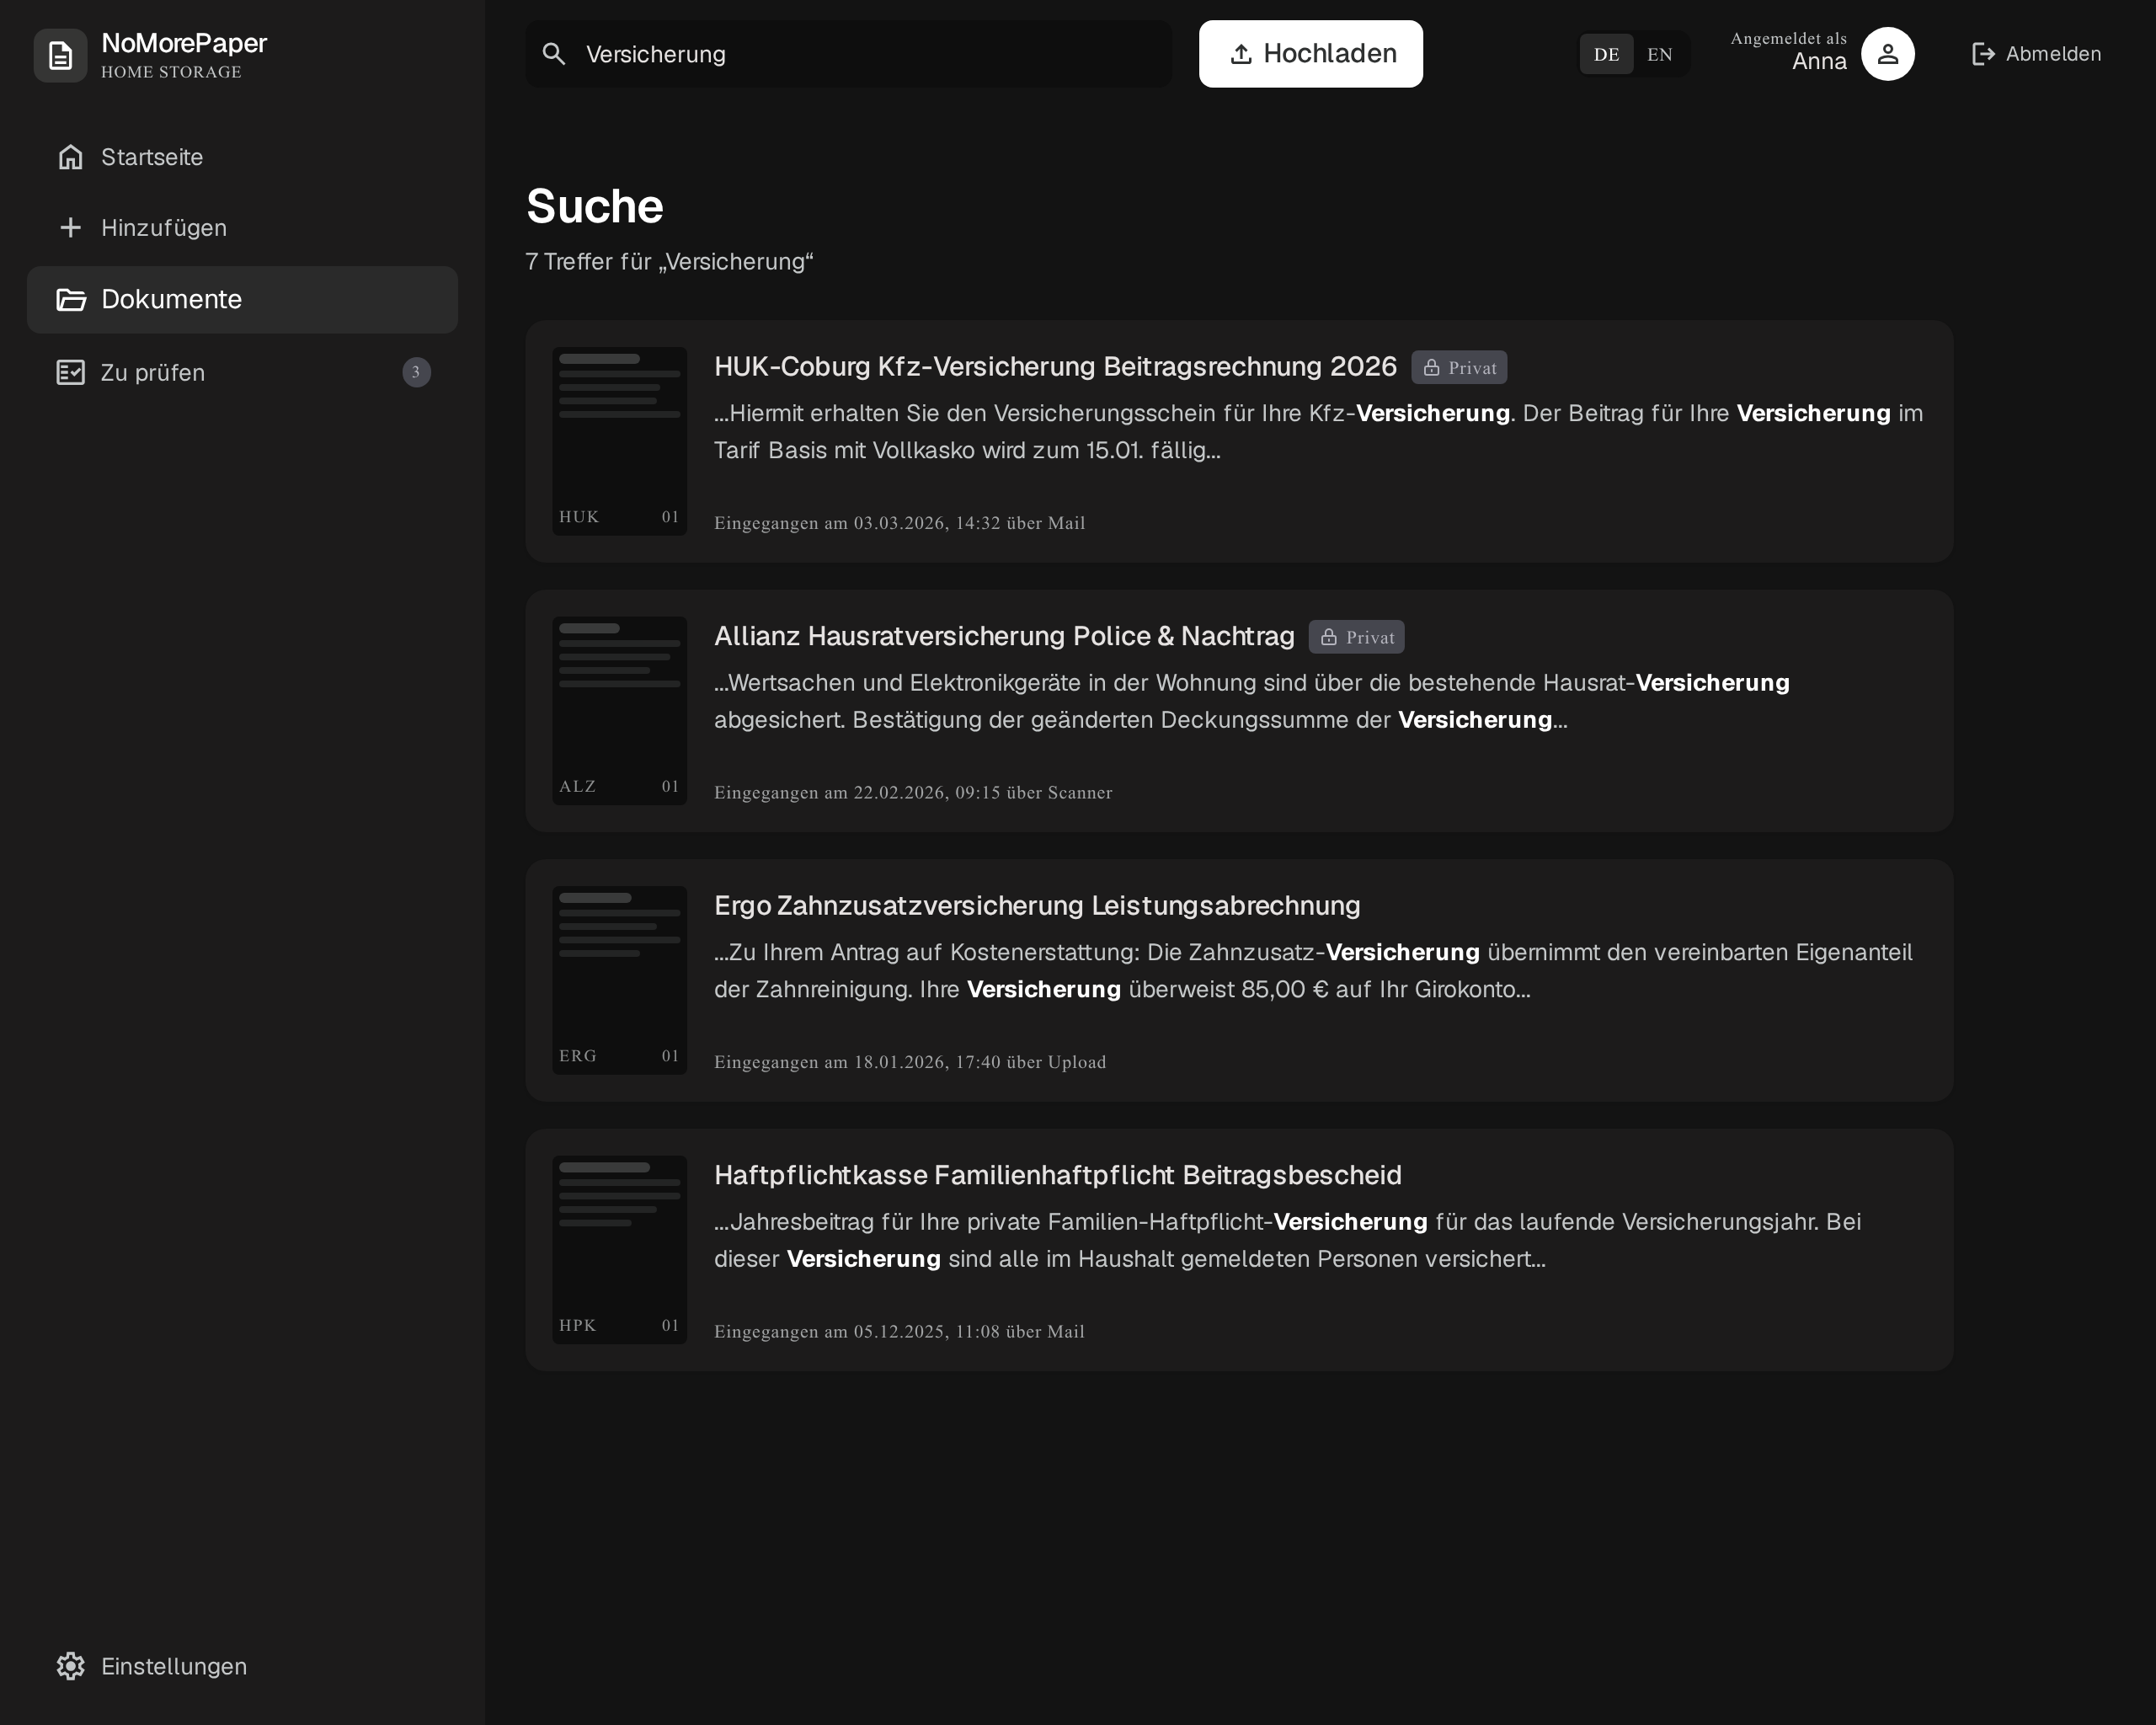 NoMorePaper
HOME STORAGE
Startseite
Hinzufügen
Dokumente
Zu prüfen 3
Einstellungen
Versicherung
Hochladen
DE EN
Angemeldet als
Anna
Abmelden
Suche
7 Treffer für „Versicherung“
HUK 01
HUK-Coburg Kfz-Versicherung Beitragsrechnung 2026 Privat
...Hiermit erhalten Sie den Versicherungsschein für Ihre Kfz-Versicherung. Der Beitrag für Ihre Versicherung im
Tarif Basis mit Vollkasko wird zum 15.01. fällig...
Eingegangen am 03.03.2026, 14:32 über Mail
ALZ 01
Allianz Hausratversicherung Police & Nachtrag Privat
...Wertsachen und Elektronikgeräte in der Wohnung sind über die bestehende Hausrat-Versicherung
abgesichert. Bestätigung der geänderten Deckungssumme der Versicherung...
Eingegangen am 22.02.2026, 09:15 über Scanner
ERG 01
Ergo Zahnzusatzversicherung Leistungsabrechnung
...Zu Ihrem Antrag auf Kostenerstattung: Die Zahnzusatz-Versicherung übernimmt den vereinbarten Eigenanteil
der Zahnreinigung. Ihre Versicherung überweist 85,00 € auf Ihr Girokonto...
Eingegangen am 18.01.2026, 17:40 über Upload
HPK 01
Haftpflichtkasse Familienhaftpflicht Beitragsbescheid
...Jahresbeitrag für Ihre private Familien-Haftpflicht-Versicherung für das laufende Versicherungsjahr. Bei
dieser Versicherung sind alle im Haushalt gemeldeten Personen versichert...
Eingegangen am 05.12.2025, 11:08 über Mail